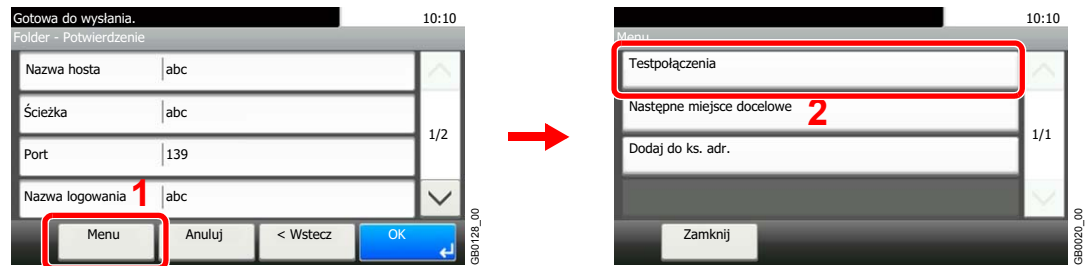 Gotowa do wysłania. 10:10
Folder - Potwierdzenie
Nazwa hosta abc
Ścieżka abc
1/2
Port 139
Nazwa logowania 1 abc
Menu Anuluj < Wstecz OK
GB0128_00
10:10
Menu
Testpołączenia
Następne miejsce docelowe 2
1/1
Dodaj do ks. adr.
Zamknij
GB0020_00